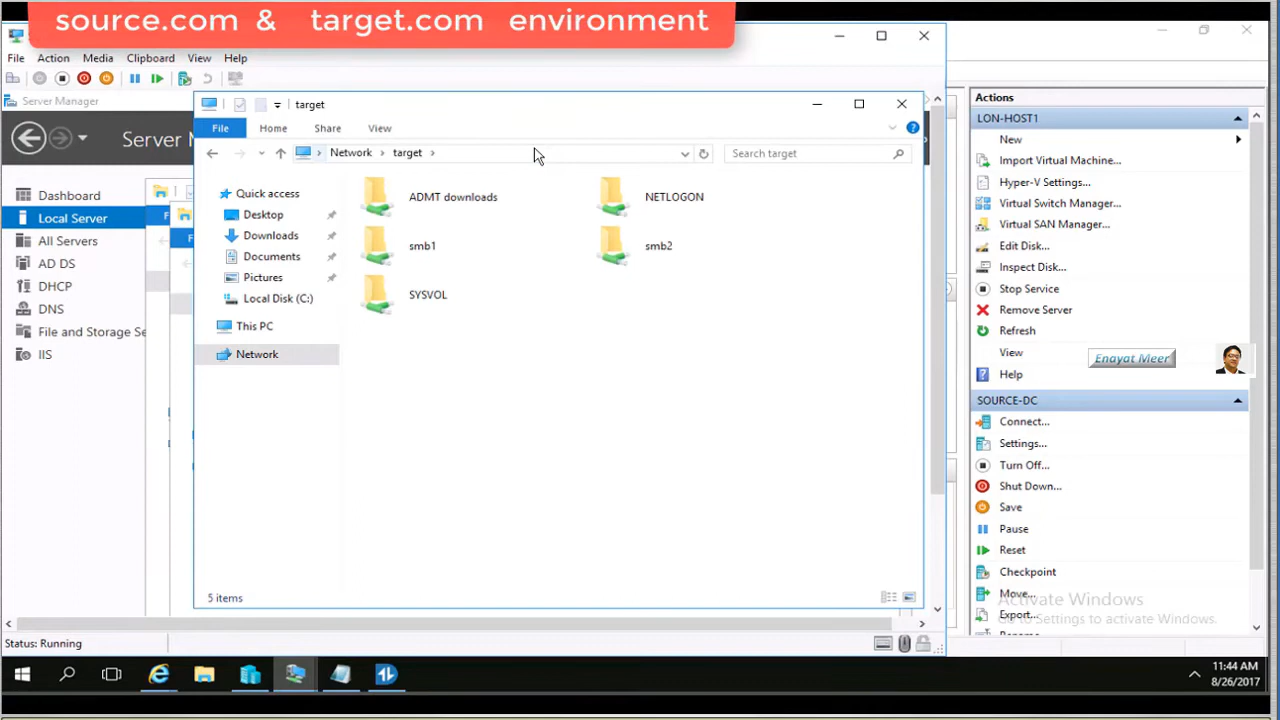 source.com & target.com environment
File Action Media Clipboard View Help
Server Manager
Server M
Dashboard
Local Server
All Servers
AD DS
DHCP
DNS
File and Storage Se
IIS
target
File Home Share View
Network target
Search target
Quick access
Desktop
Downloads
Documents
Pictures
Local Disk (C:)
This PC
Network
ADMT downloads
NETLOGON
smb1
smb2
SYSVOL
5 items
Status: Running
Actions
LON-HOST1
New
Import Virtual Machine...
Hyper-V Settings...
Virtual Switch Manager...
Virtual SAN Manager...
Edit Disk...
Inspect Disk...
Stop Service
Remove Server
Refresh
View
Enayat Meer
Help
SOURCE-DC
Connect...
Settings...
Turn Off...
Shut Down...
Save
Pause
Reset
Checkpoint
Move...
Activate Windows
Export...
Go to Settings to activate Windows.
11:44 AM
8/26/2017